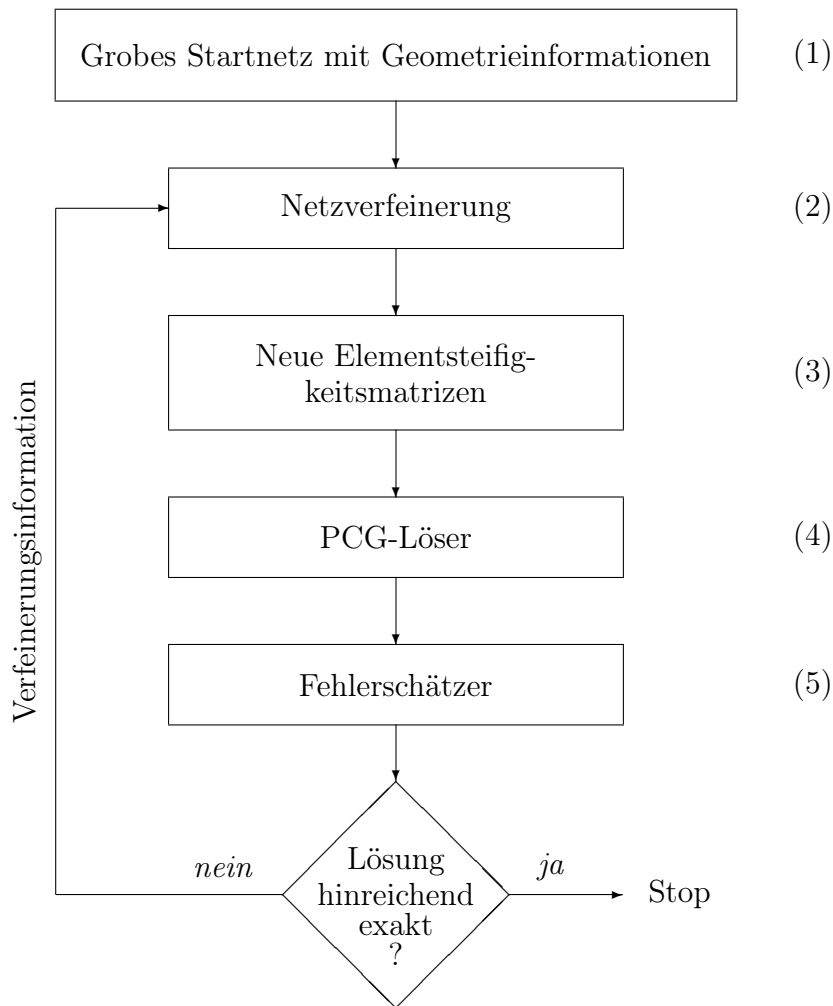 Grobes Startnetz mit Geometrieinformationen
(1)
Netzverfeinerung
(2)
Neue Elementsteifig-
keitsmatrizen
(3)
PCG-Löser
(4)
Fehlerschätzer
(5)
Verfeinerungsinformation
nein
Lösung
hinreichend
exakt
?
ja
Stop